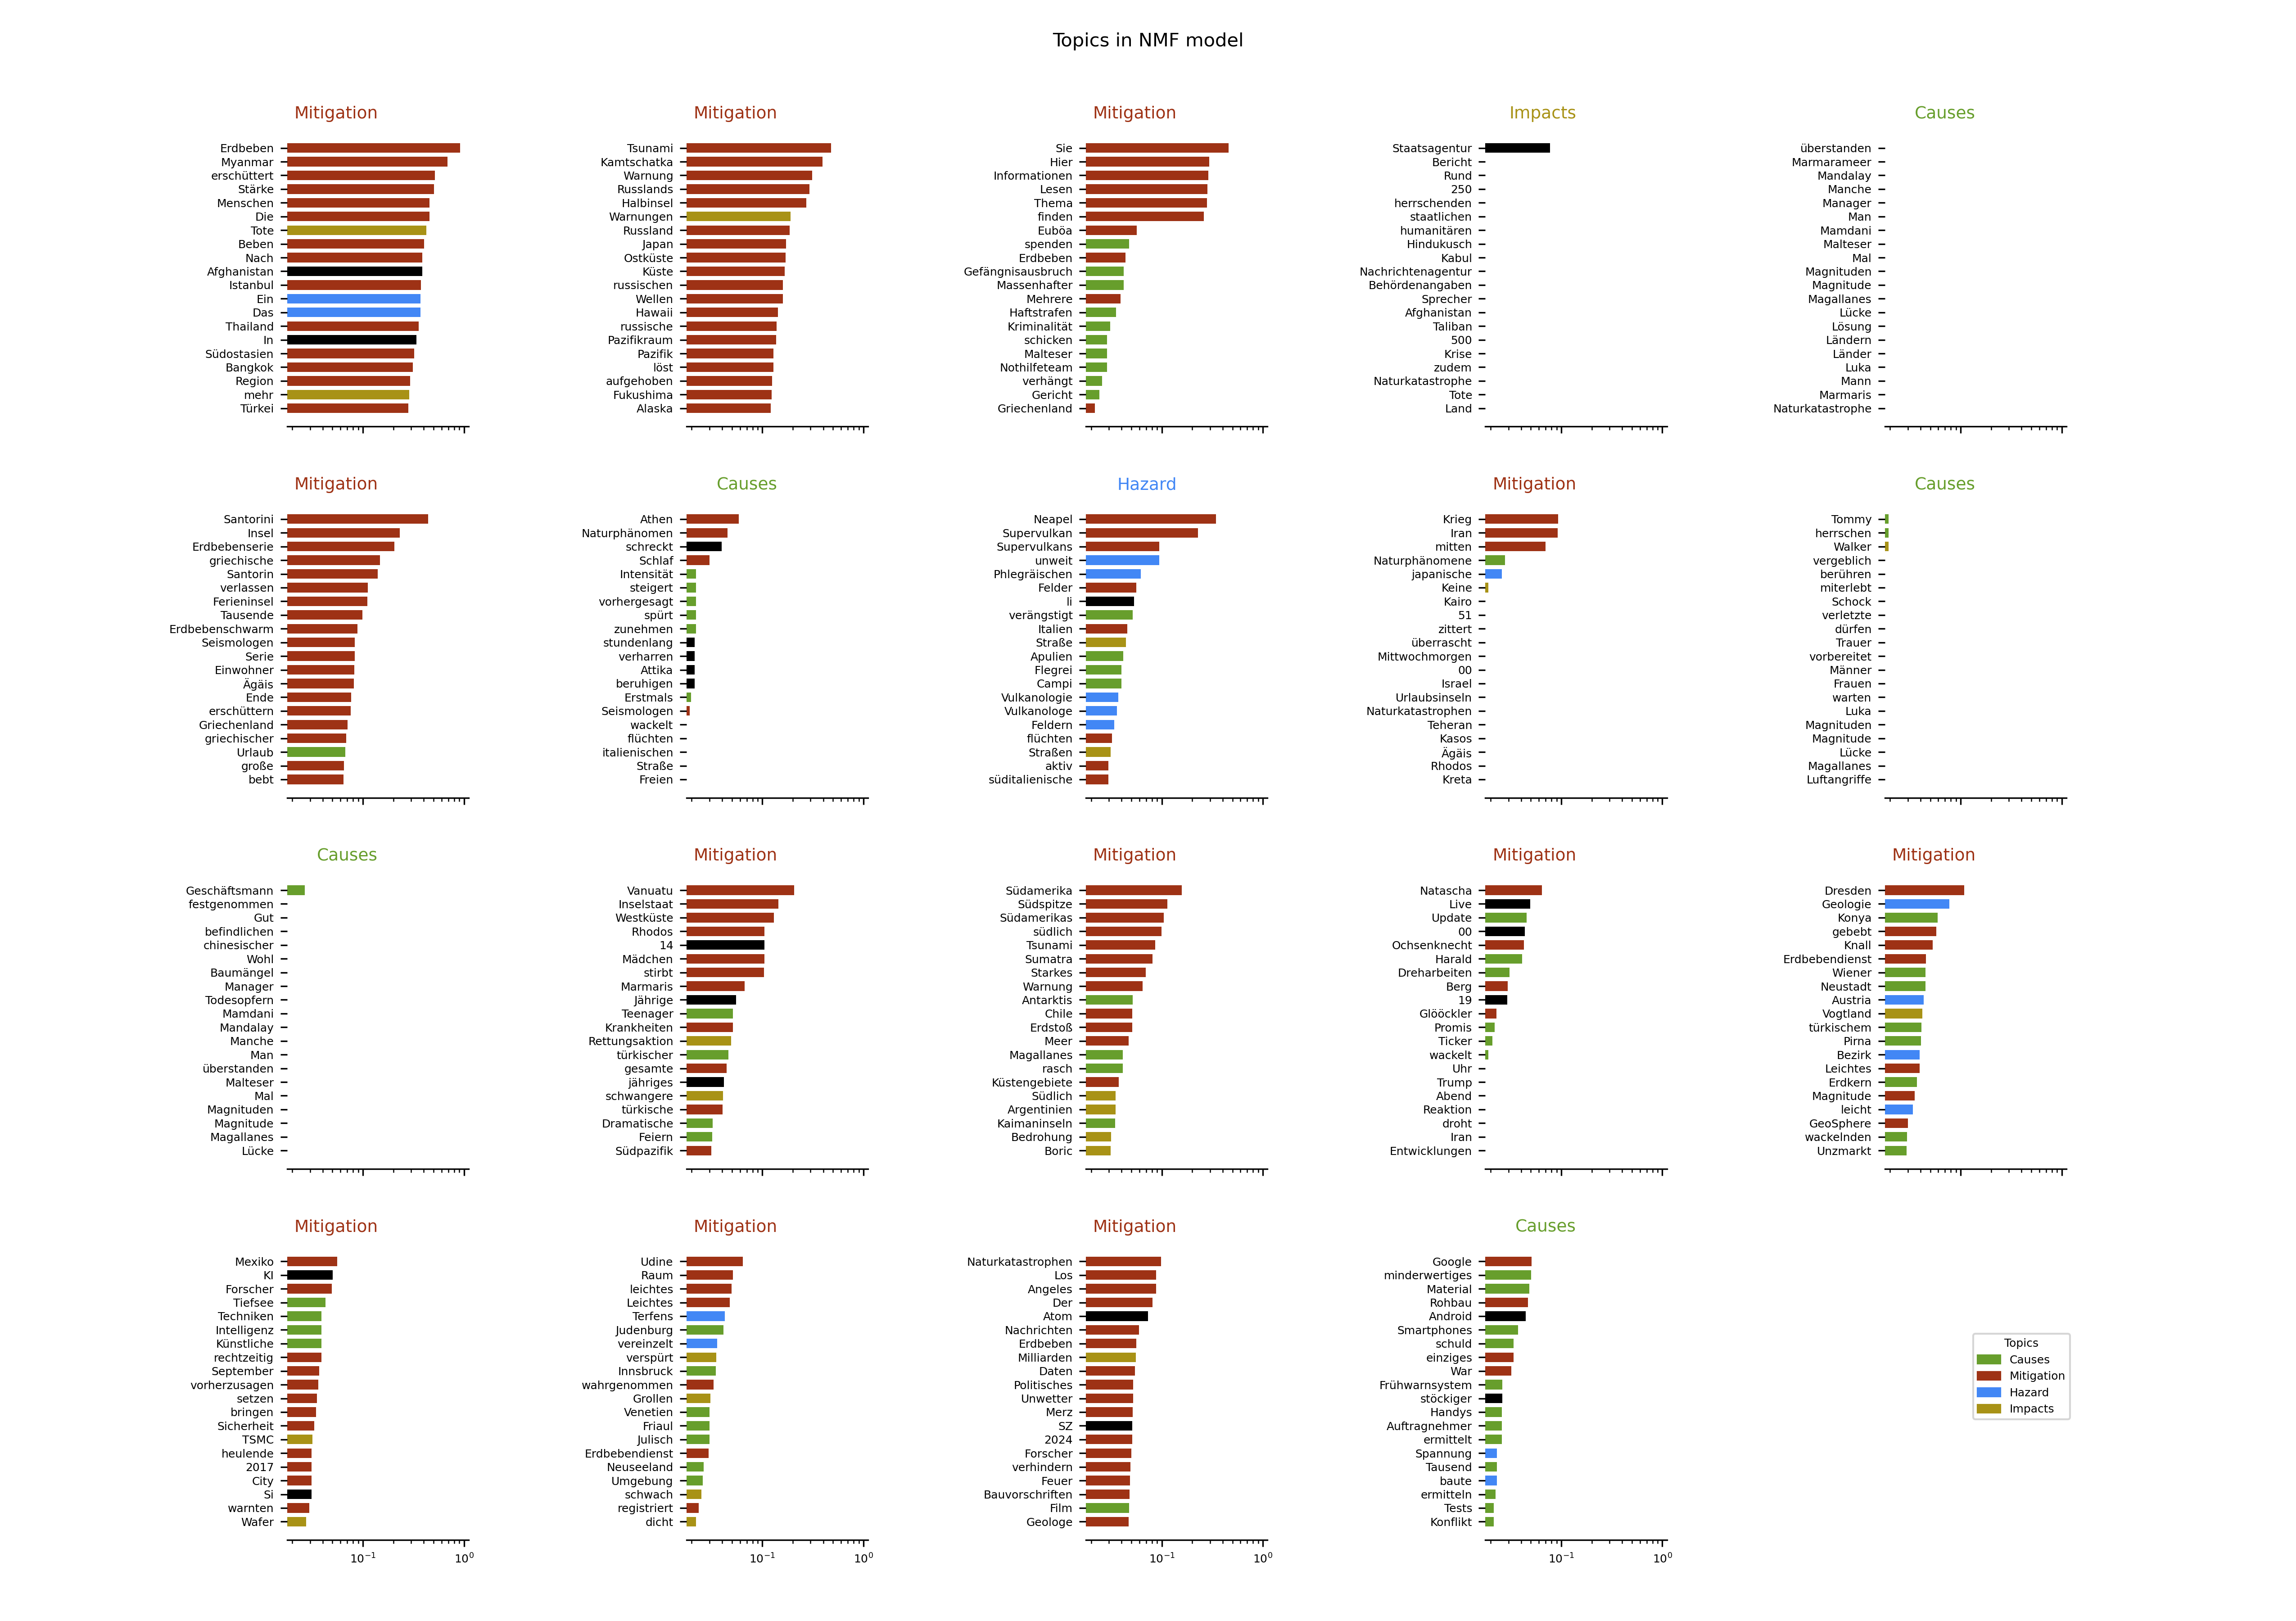 Topics in NMF model
Mitigation
Erdbeben
Myanmar
erschüttert
Stärke
Menschen
Die
Tote
Beben
Nach
Afghanistan
Istanbul
Ein
Das
Thailand
In
Südostasien
Bangkok
Region
mehr
Türkei
Mitigation
Tsunami
Kamtschatka
Warnung
Russlands
Halbinsel
Warnungen
Russland
Japan
Ostküste
Küste
russischen
Wellen
Hawaii
russische
Pazifikraum
Pazifik
löst
aufgehoben
Fukushima
Alaska
Mitigation
Sie
Hier
Informationen
Lesen
Thema
finden
Euböa
spenden
Erdbeben
Gefängnisausbruch
Massenhafter
Mehrere
Haftstrafen
Kriminalität
schicken
Malteser
Nothilfeteam
verhängt
Gericht
Griechenland
Impacts
Staatsagentur
Bericht
Rund
250
herrschenden
staatlichen
humanitären
Hindukusch
Kabul
Nachrichtenagentur
Behördenangaben
Sprecher
Afghanistan
Taliban
500
Krise
zudem
Naturkatastrophe
Tote
Land
Causes
überstanden
Marmarameer
Mandalay
Manche
Manager
Man
Mamdani
Malteser
Mal
Magnituden
Magnitude
Magallanes
Lücke
Lösung
Ländern
Länder
Luka
Mann
Marmaris
Naturkatastrophe
Mitigation
Santorini
Insel
Erdbebenserie
griechische
Santorin
verlassen
Ferieninsel
Tausende
Erdbebenschwarm
Seismologen
Serie
Einwohner
Ägäis
Ende
erschüttern
Griechenland
griechischer
Urlaub
große
bebt
Causes
Athen
Naturphänomen
schreckt
Schlaf
Intensität
steigert
vorhergesagt
spürt
zunehmen
stundenlang
verharren
Attika
beruhigen
Erstmals
Seismologen
wackelt
flüchten
italienischen
Straße
Freien
Hazard
Neapel
Supervulkan
Supervulkans
unweit
Phlegräischen
Felder
li
verängstigt
Italien
Straße
Apulien
Flegrei
Campi
Vulkanologie
Vulkanologe
Feldern
flüchten
Straßen
aktiv
süditalienische
Mitigation
Krieg
Iran
mitten
Naturphänomene
japanische
Keine
Kairo
51
zittert
überrascht
Mittwochmorgen
00
Israel
Urlaubsinseln
Naturkatastrophen
Teheran
Kasos
Ägäis
Rhodos
Kreta
Causes
Tommy
herrschen
Walker
vergeblich
berühren
miterlebt
Schock
verletzte
dürfen
Trauer
vorbereitet
Männer
Frauen
warten
Luka
Magnituden
Magnitude
Lücke
Magallanes
Luftangriffe
Causes
Geschäftsmann
festgenommen
Gut
befindlichen
chinesischer
Wohl
Baumängel
Manager
Todesopfern
Mamdani
Mandalay
Manche
Man
überstanden
Malteser
Mal
Magnituden
Magnitude
Magallanes
Lücke
Mitigation
Vanuatu
Inselstaat
Westküste
Rhodos
14
Mädchen
stirbt
Marmaris
Jährige
Teenager
Krankheiten
Rettungsaktion
türkischer
gesamte
jähriges
schwangere
türkische
Dramatische
Feiern
Südpazifik
Mitigation
Südamerika
Südspitze
Südamerikas
südlich
Tsunami
Sumatra
Starkes
Warnung
Antarktis
Chile
Erdstoß
Meer
Magallanes
rasch
Küstengebiete
Südlich
Argentinien
Kaimaninseln
Bedrohung
Boric
Mitigation
Natascha
Live
Update
00
Ochsenknecht
Harald
Dreharbeiten
Berg
19
Glööckler
Promis
Ticker
wackelt
Uhr
Trump
Abend
Reaktion
droht
Iran
Entwicklungen
Mitigation
Dresden
Geologie
Konya
gebebt
Knall
Erdbebendienst
Wiener
Neustadt
Austria
Vogtland
türkischem
Pirna
Bezirk
Leichtes
Erdkern
Magnitude
leicht
GeoSphere
wackelnden
Unzmarkt
Mitigation
Mexiko
KI
Forscher
Tiefsee
Techniken
Intelligenz
Künstliche
rechtzeitig
September
vorherzusagen
setzen
bringen
Sicherheit
TSMC
heulende
2017
City
Si
warnten
Wafer
10⁻¹ 10⁰
Mitigation
Udine
Raum
leichtes
Leichtes
Terfens
Judenburg
vereinzelt
verspürt
Innsbruck
wahrgenommen
Grollen
Venetien
Friaul
Julisch
Erdbebendienst
Neuseeland
Umgebung
schwach
registriert
dicht
10⁻¹ 10⁰
Mitigation
Naturkatastrophen
Los
Angeles
Der
Atom
Nachrichten
Erdbeben
Milliarden
Daten
Politisches
Unwetter
Merz
SZ
2024
Forscher
verhindern
Feuer
Bauvorschriften
Film
Geologe
10⁻¹ 10⁰
Causes
Google
minderwertiges
Material
Rohbau
Android
Smartphones
schuld
einziges
War
Frühwarnsystem
stöckiger
Handys
Auftragnehmer
ermittelt
Spannung
Tausend
baute
ermitteln
Tests
Konflikt
10⁻¹ 10⁰
Topics
Causes
Mitigation
Hazard
Impacts